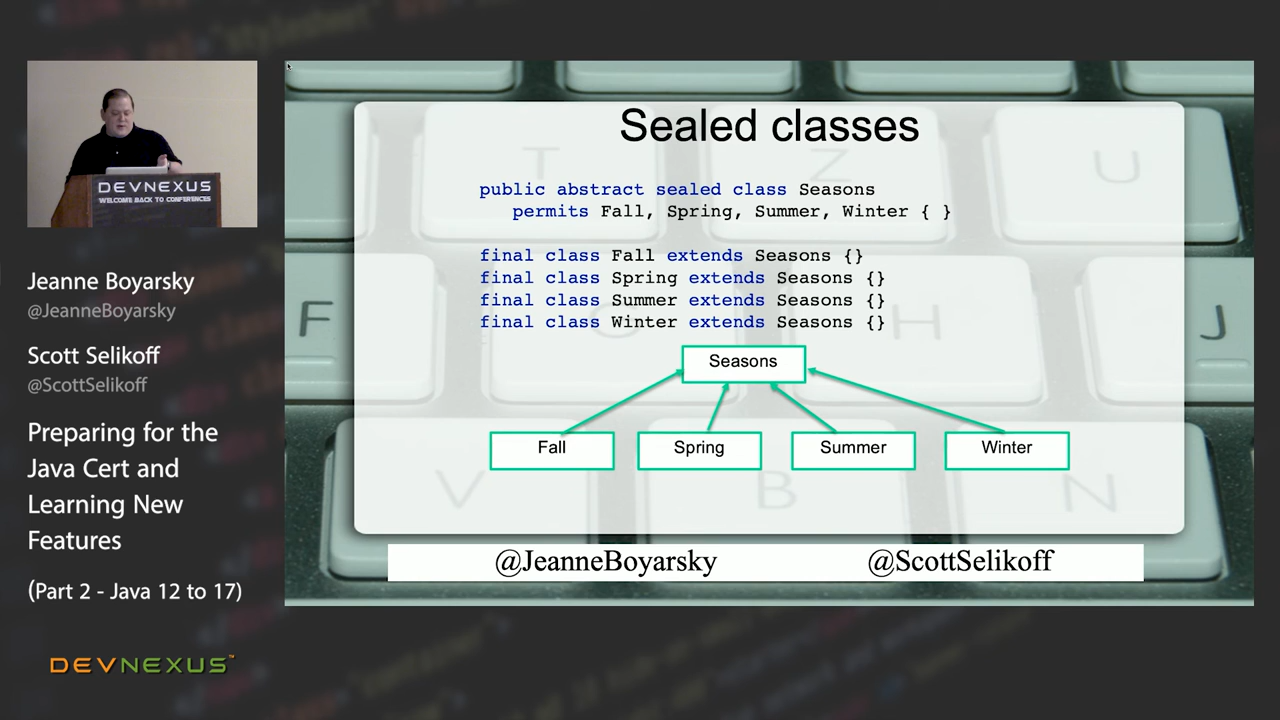 DEVNEXUS
WELCOME BACK TO CONFERENCES
Jeanne Boyarsky
@JeanneBoyarsky
Scott Selikoff
@ScottSelikoff
Preparing for the
Java Cert and
Learning New
Features
(Part 2 - Java 12 to 17)
DEVNEXUS™
Sealed classes
public abstract sealed class Seasons
permits Fall, Spring, Summer, Winter { }
final class Fall extends Seasons {}
final class Spring extends Seasons {}
final class Summer extends Seasons {}
final class Winter extends Seasons {}
Seasons
Fall
Spring
Summer
Winter
@JeanneBoyarsky
@ScottSelikoff
T
Z
U
F
G
H
J
V
B
N